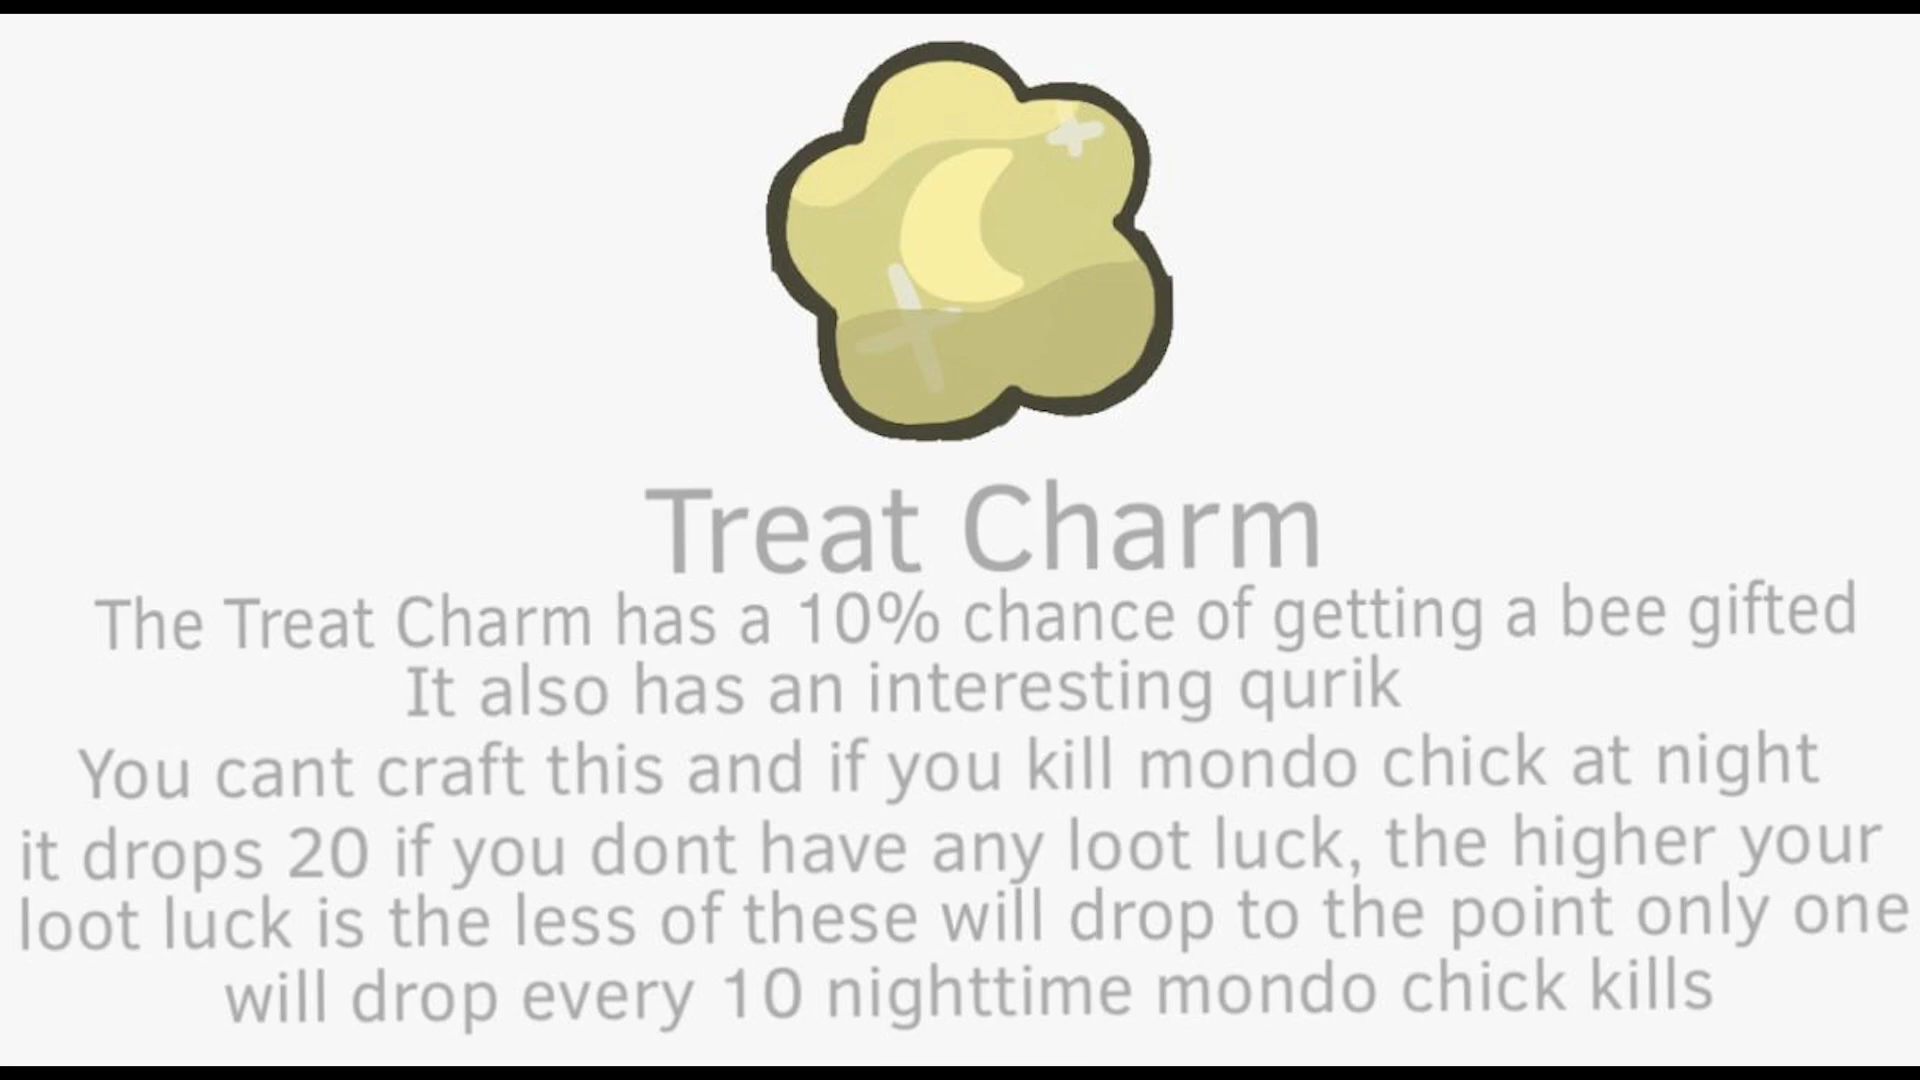 Treat Charm
The Treat Charm has a 10% chance of getting a bee gifted
It also has an interesting qurik
You cant craft this and if you kill mondo chick at night
it drops 20 if you dont have any loot luck, the higher your
loot luck is the less of these will drop to the point only one
will drop every 10 nighttime mondo chick kills